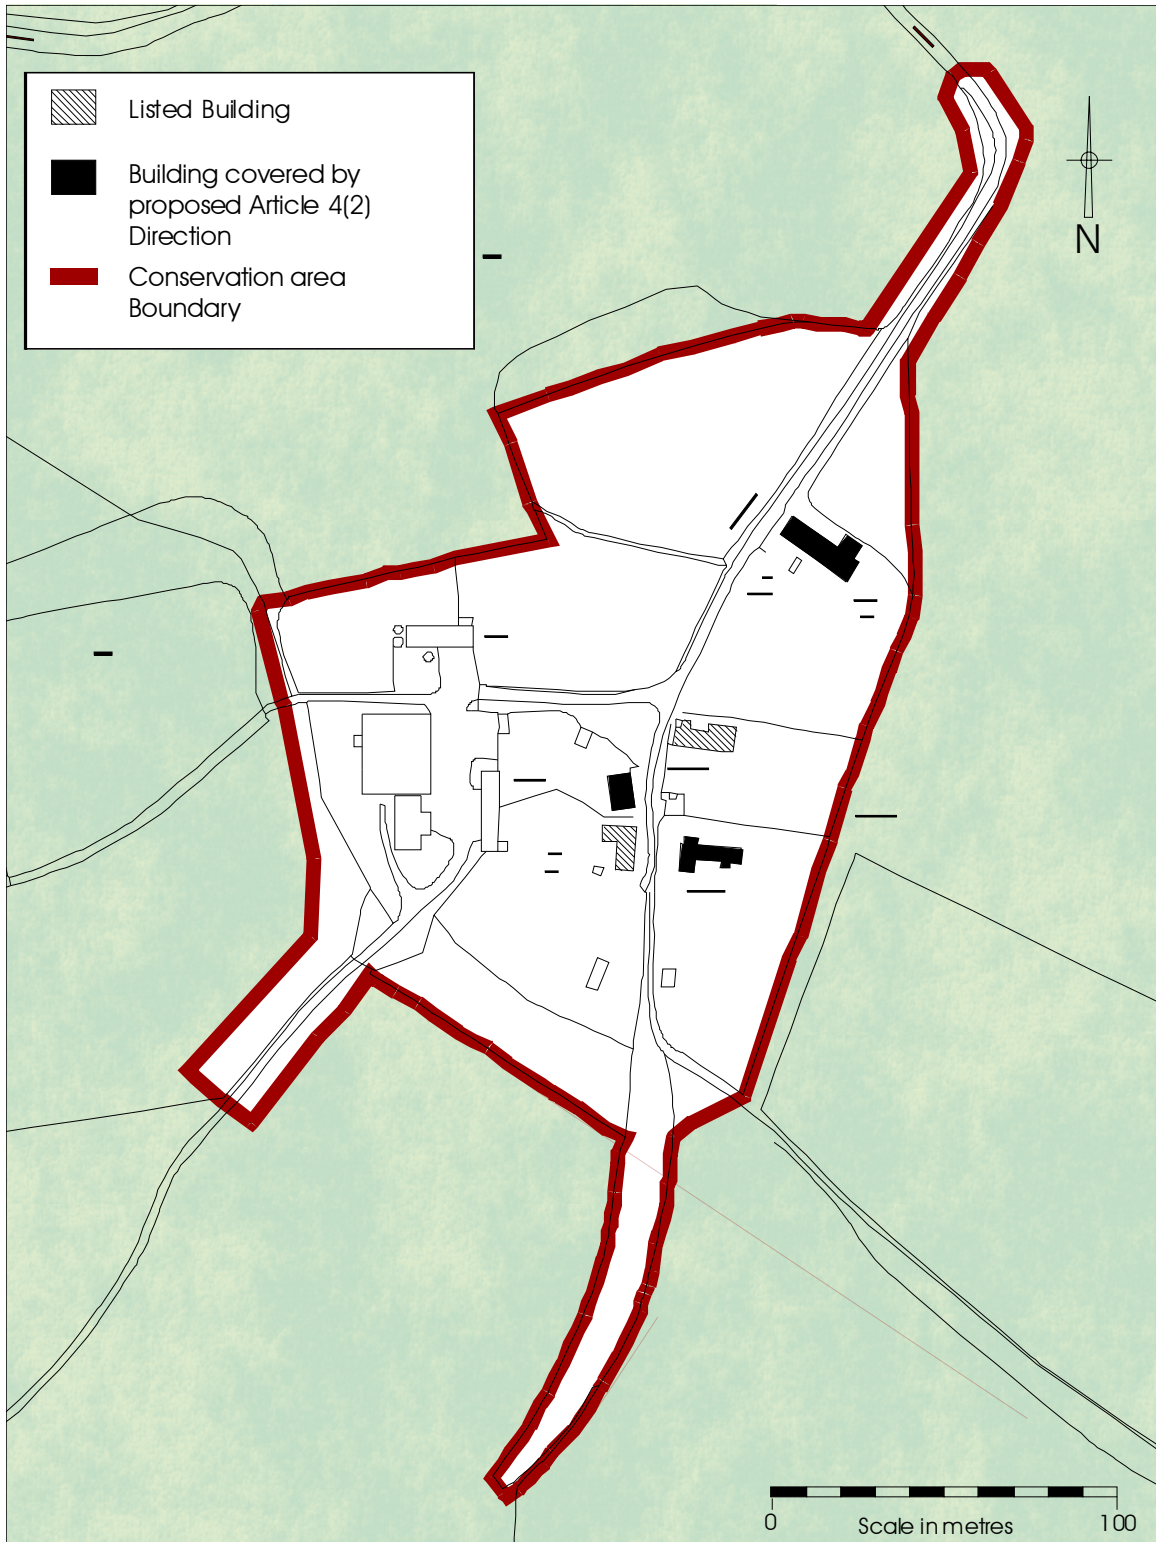 Listed Building
Building covered by
proposed Article 4(2)
Direction
Conservation area
Boundary
N
0 100
Scale in metres